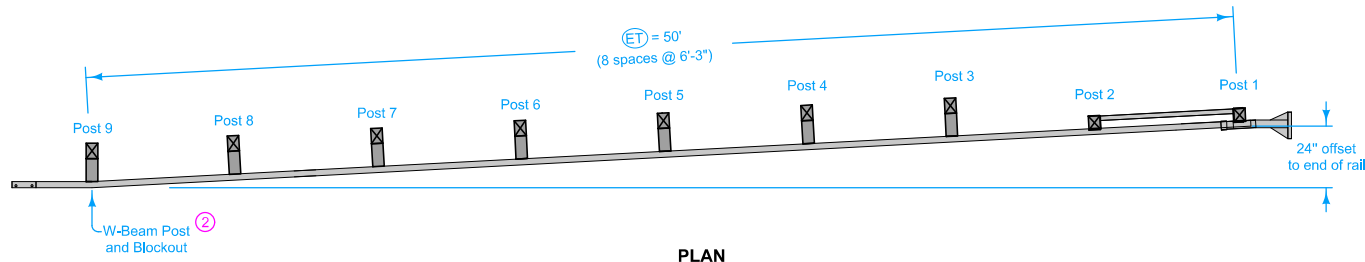 ET = 50'
(8 spaces @ 6'-3")
Post 1
Post 2
Post 3
Post 4
Post 5
Post 6
Post 7
Post 8
Post 9
24" offset
to end of rail
W-Beam Post 2
and Blockout
PLAN